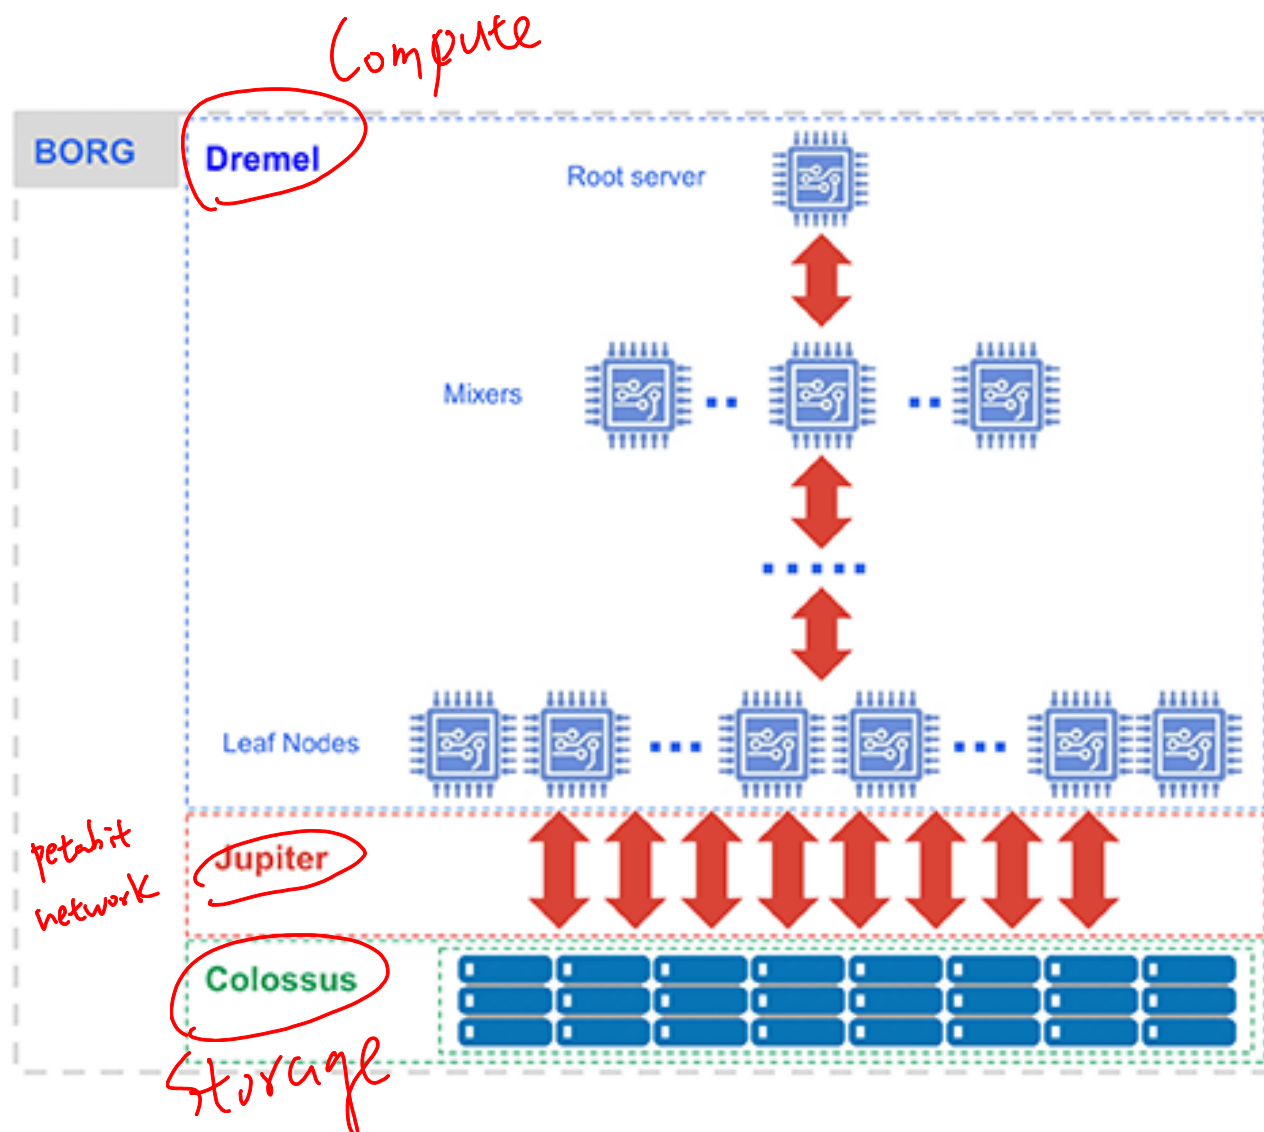 Compute
BORG
Dremel
Root server
Mixers
Leaf Nodes
petabit
network
Jupiter
Colossus
Storage